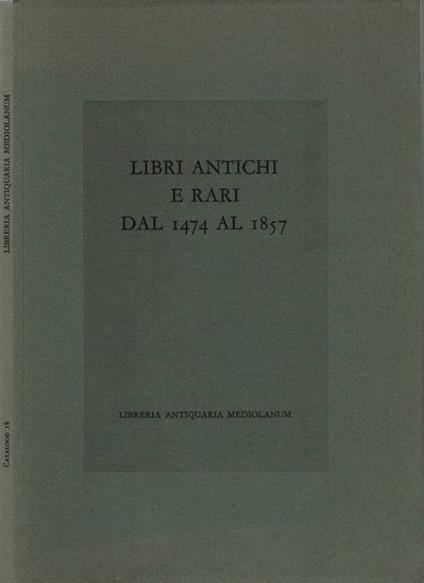 LIBRERIA ANTIQUARIA MEDIOLANUM
CATALOGO 18
LIBRI ANTICHI
E RARI
DAL 1474 AL 1857
LIBRERIA ANTIQUARIA MEDIOLANUM